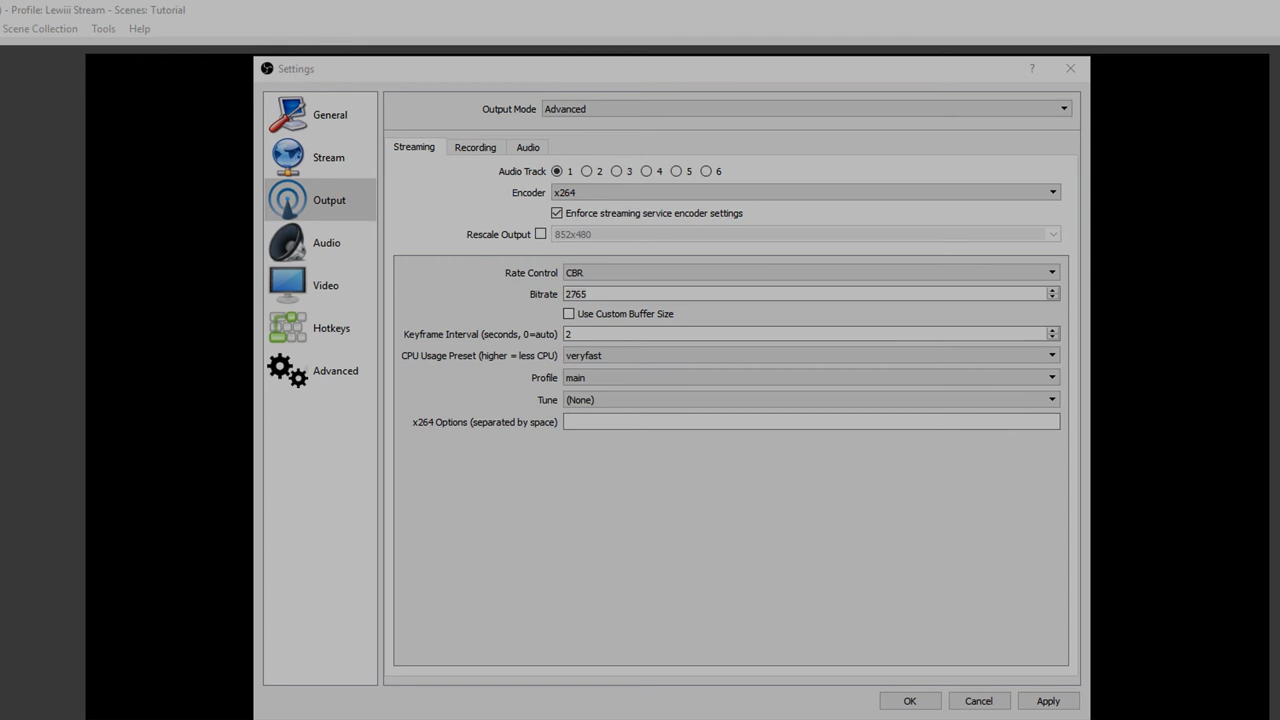 ) - Profile: Lewiii Stream - Scenes: Tutorial
Scene Collection Tools Help
Settings ?
General
Stream
Output
Audio
Video
Hotkeys
Advanced
Output Mode Advanced
Streaming Recording Audio
Audio Track 1 2 3 4 5 6
Encoder x264
Enforce streaming service encoder settings
Rescale Output 852x480
Rate Control CBR
Bitrate 2765
Use Custom Buffer Size
Keyframe Interval (seconds, 0=auto) 2
CPU Usage Preset (higher = less CPU) veryfast
Profile main
Tune (None)
x264 Options (separated by space)
OK Cancel Apply